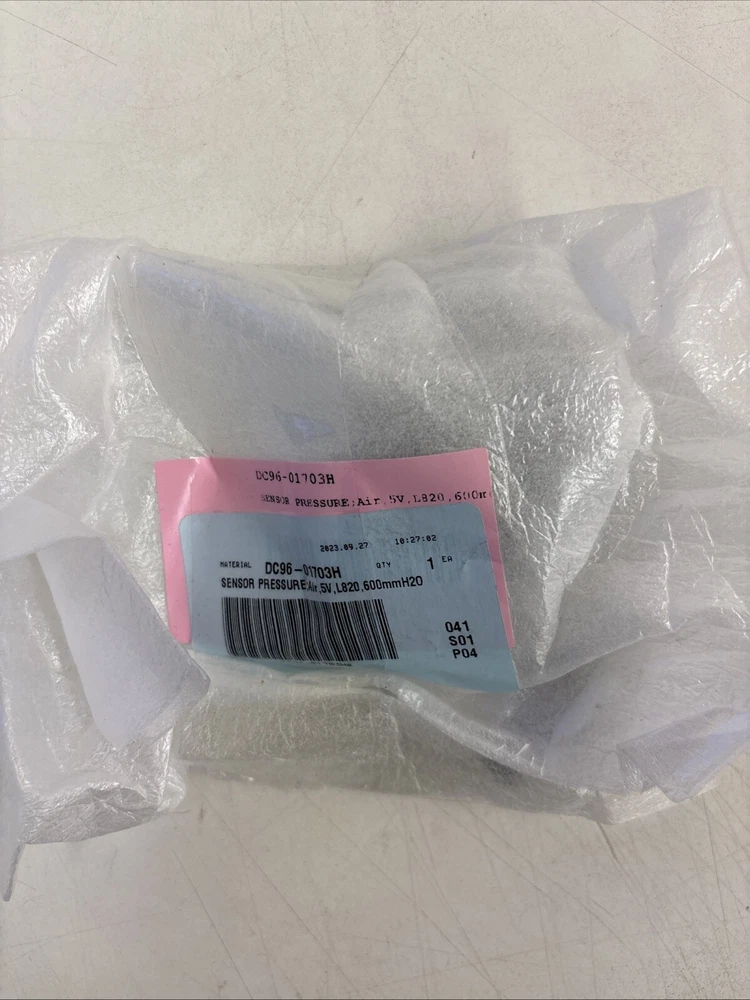 DC96-01703H
SENSOR PRESSURE;Air,5V,L820,600m
2023.09.27 10:27:02
MATERIAL DC96-01703H QTY 1 EA
SENSOR PRESSURE;Air,5V,L820,600mmH2O
041
S01
P04